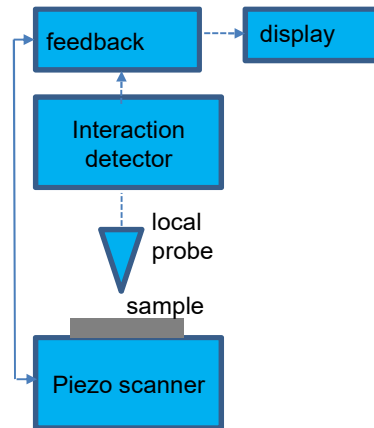 feedback
display
Interaction
detector
local
probe
sample
Piezo scanner